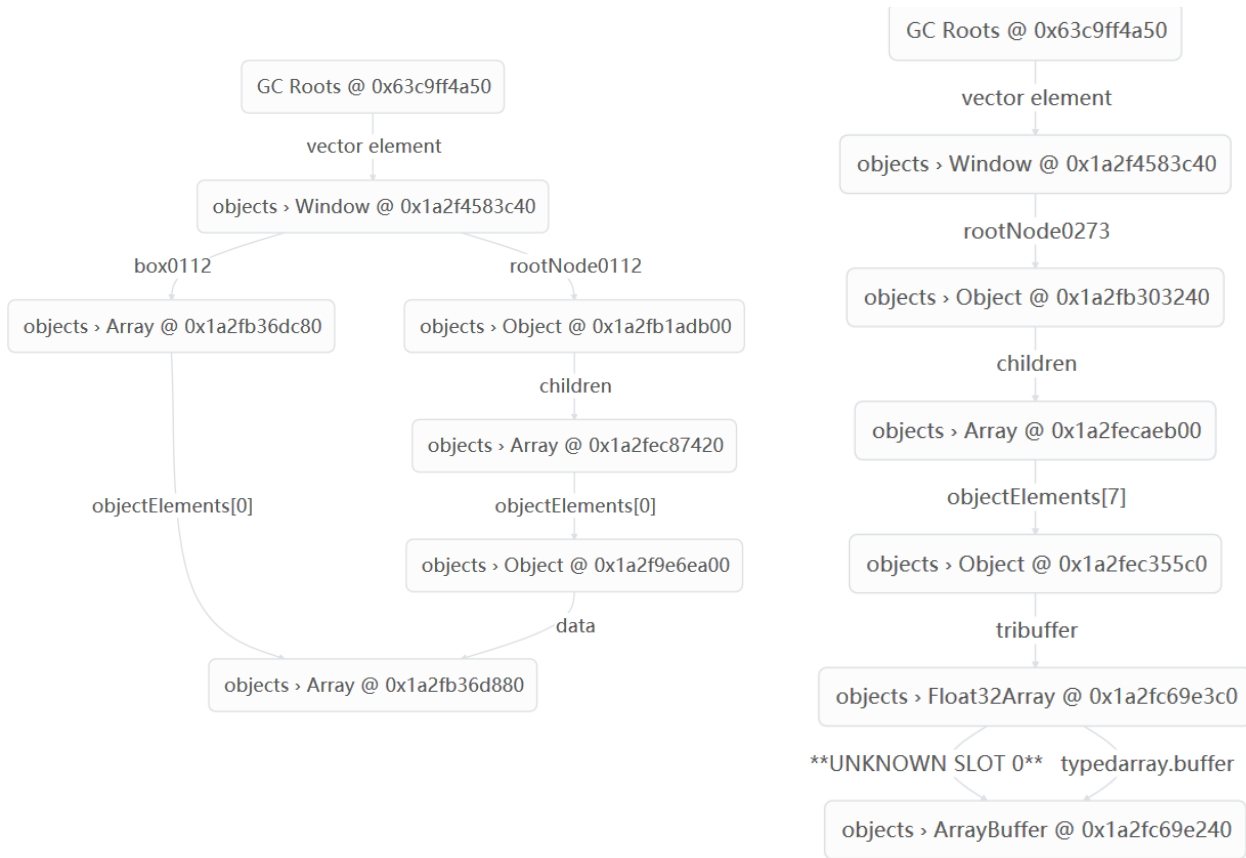 GC Roots @ 0x63c9ff4a50
vector element
objects › Window @ 0x1a2f4583c40
box0112
rootNode0112
objects › Array @ 0x1a2fb36dc80
objects › Object @ 0x1a2fb1adb00
children
objects › Array @ 0x1a2fec87420
objectElements[0]
objectElements[0]
objects › Object @ 0x1a2f9e6ea00
data
objects › Array @ 0x1a2fb36d880
GC Roots @ 0x63c9ff4a50
vector element
objects › Window @ 0x1a2f4583c40
rootNode0273
objects › Object @ 0x1a2fb303240
children
objects › Array @ 0x1a2fecaeb00
objectElements[7]
objects › Object @ 0x1a2fec355c0
tribuffer
objects › Float32Array @ 0x1a2fc69e3c0
**UNKNOWN SLOT 0**
typedarray.buffer
objects › ArrayBuffer @ 0x1a2fc69e240